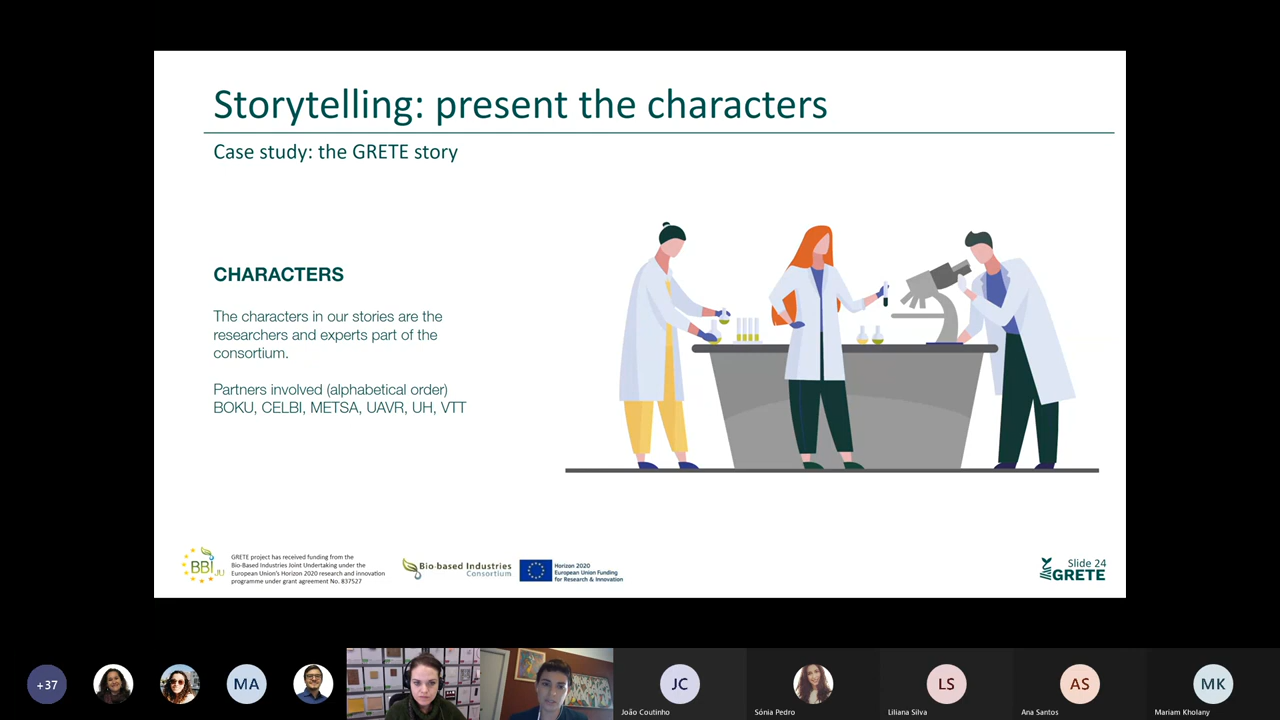 Storytelling: present the characters
Case study: the GRETE story
CHARACTERS
The characters in our stories are the
researchers and experts part of the
consortium.
Partners involved (alphabetical order)
BOKU, CELBI, METSA, UAVR, UH, VTT
BBI JU
GRETE project has received funding from the
Bio-Based Industries Joint Undertaking under the
European Union's Horizon 2020 research and innovation
programme under grant agreement No. 837527
Bio-based Industries
Consortium
Horizon 2020
European Union Funding
for Research & Innovation
Slide 24
GRETE
+37
MA
JC
João Coutinho
Sónia Pedro
LS
Liliana Silva
AS
Ana Santos
MK
Mariam Kholany